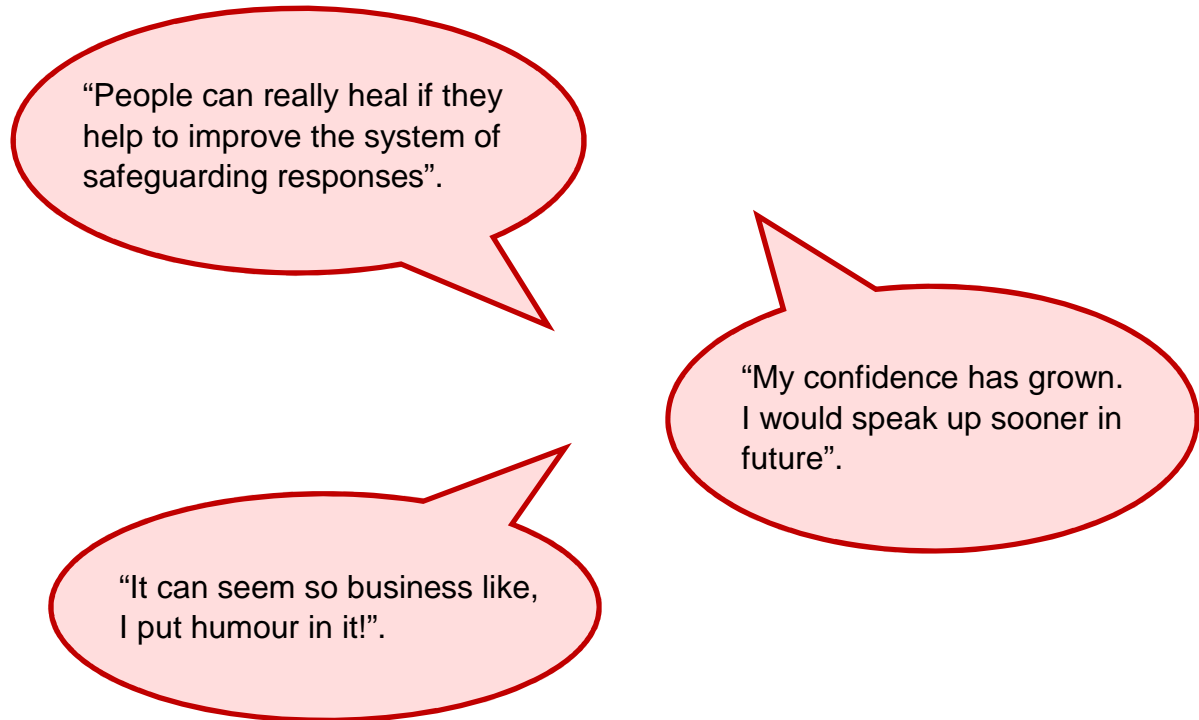 “People can really heal if they
help to improve the system of
safeguarding responses”.
“My confidence has grown.
I would speak up sooner in
future”.
“It can seem so business like,
I put humour in it!”.